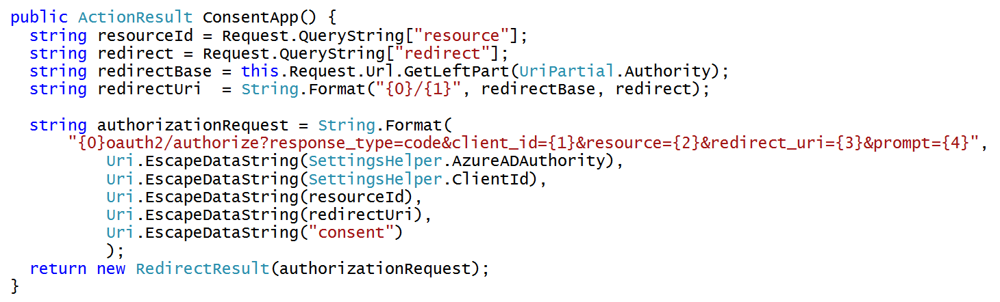 public ActionResult ConsentApp() {
  string resourceId = Request.QueryString["resource"];
  string redirect = Request.QueryString["redirect"];
  string redirectBase = this.Request.Url.GetLeftPart(UriPartial.Authority);
  string redirectUri  = String.Format("{0}/{1}", redirectBase, redirect);

  string authorizationRequest = String.Format(
      "{0}oauth2/authorize?response_type=code&client_id={1}&resource={2}&redirect_uri={3}&prompt={4}",
          Uri.EscapeDataString(SettingsHelper.AzureADAuthority),
          Uri.EscapeDataString(SettingsHelper.ClientId),
          Uri.EscapeDataString(resourceId),
          Uri.EscapeDataString(redirectUri),
          Uri.EscapeDataString("consent")
          );
  return new RedirectResult(authorizationRequest);
}